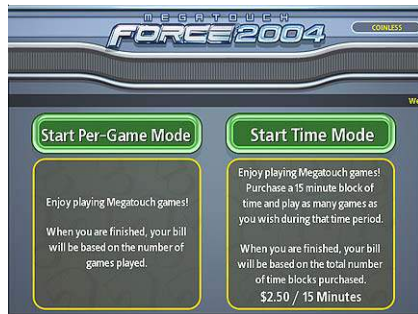 MEGATOUCH
FORCE 2004
COINLESS
We
Start Per-Game Mode
Enjoy playing Megatouch games!
When you are finished, your bill
will be based on the number of
games played.
Start Time Mode
Enjoy playing Megatouch games!
Purchase a 15 minute block of
time and play as many games as
you wish during that time period.
When you are finished, your bill
will be based on the total number
of time blocks purchased.
$2.50 / 15 Minutes